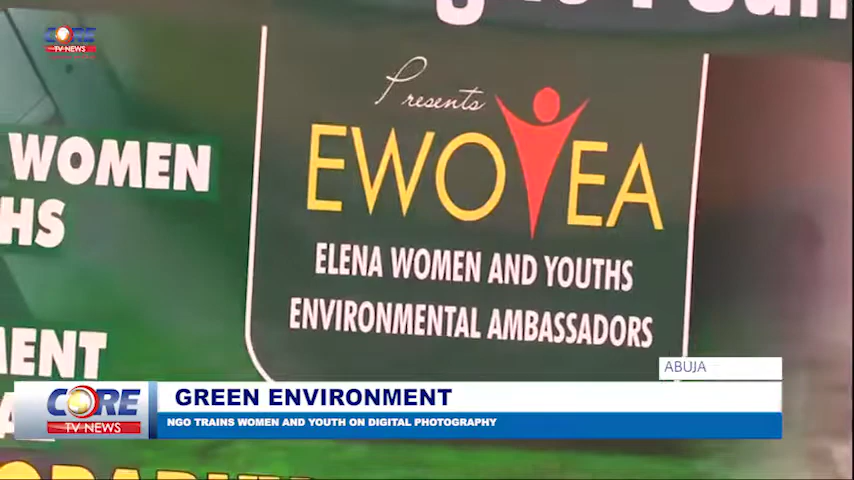 CORE
TV NEWS
Presents
EWOYEA
WOMEN
HS
ELENA WOMEN AND YOUTHS
ENVIRONMENTAL AMBASSADORS
MENT
ABUJA
CORE
TV NEWS
GREEN ENVIRONMENT
NGO TRAINS WOMEN AND YOUTH ON DIGITAL PHOTOGRAPHY